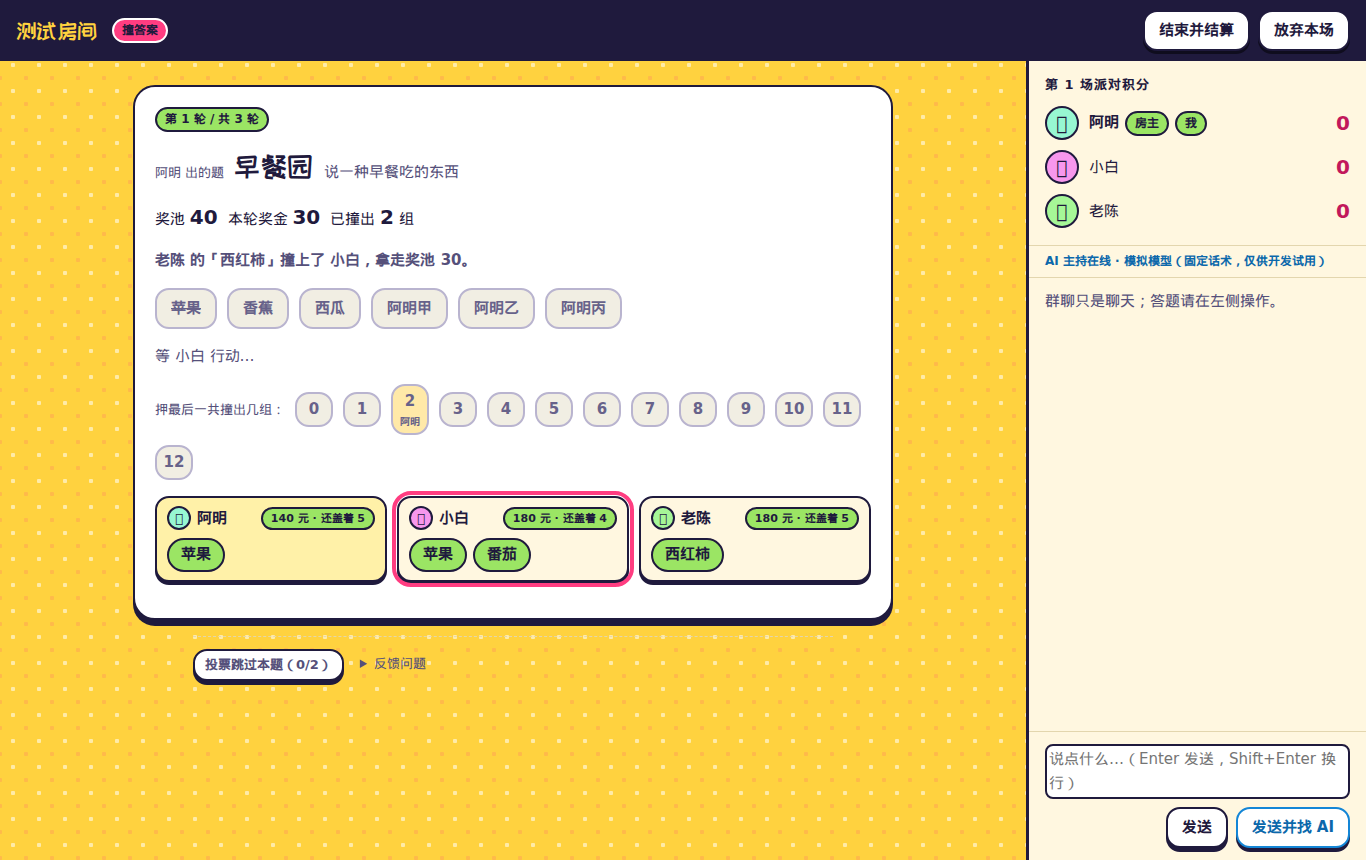 测试房间 撞答案 结束并结算 放弃本场
第 1 轮 / 共 3 轮
阿明 出的题 早餐园 说一种早餐吃的东西
奖池 40 本轮奖金 30 已撞出 2 组
老陈 的「西红柿」撞上了 小白，拿走奖池 30。
苹果 香蕉 西瓜 阿明甲 阿明乙 阿明丙
等 小白 行动…
押最后一共撞出几组： 0 1 2 阿明 3 4 5 6 7 8 9 10 11
12
阿明 140 元 · 还盖着 5
苹果
小白 180 元 · 还盖着 4
苹果 番茄
老陈 180 元 · 还盖着 5
西红柿
投票跳过本题（0/2） ▶ 反馈问题
第 1 场派对积分
阿明 房主 我 0
小白 0
老陈 0
AI 主持在线 · 模拟模型（固定话术，仅供开发试用）
群聊只是聊天；答题请在左侧操作。
说点什么…（Enter 发送，Shift+Enter 换
行）
发送 发送并找 AI